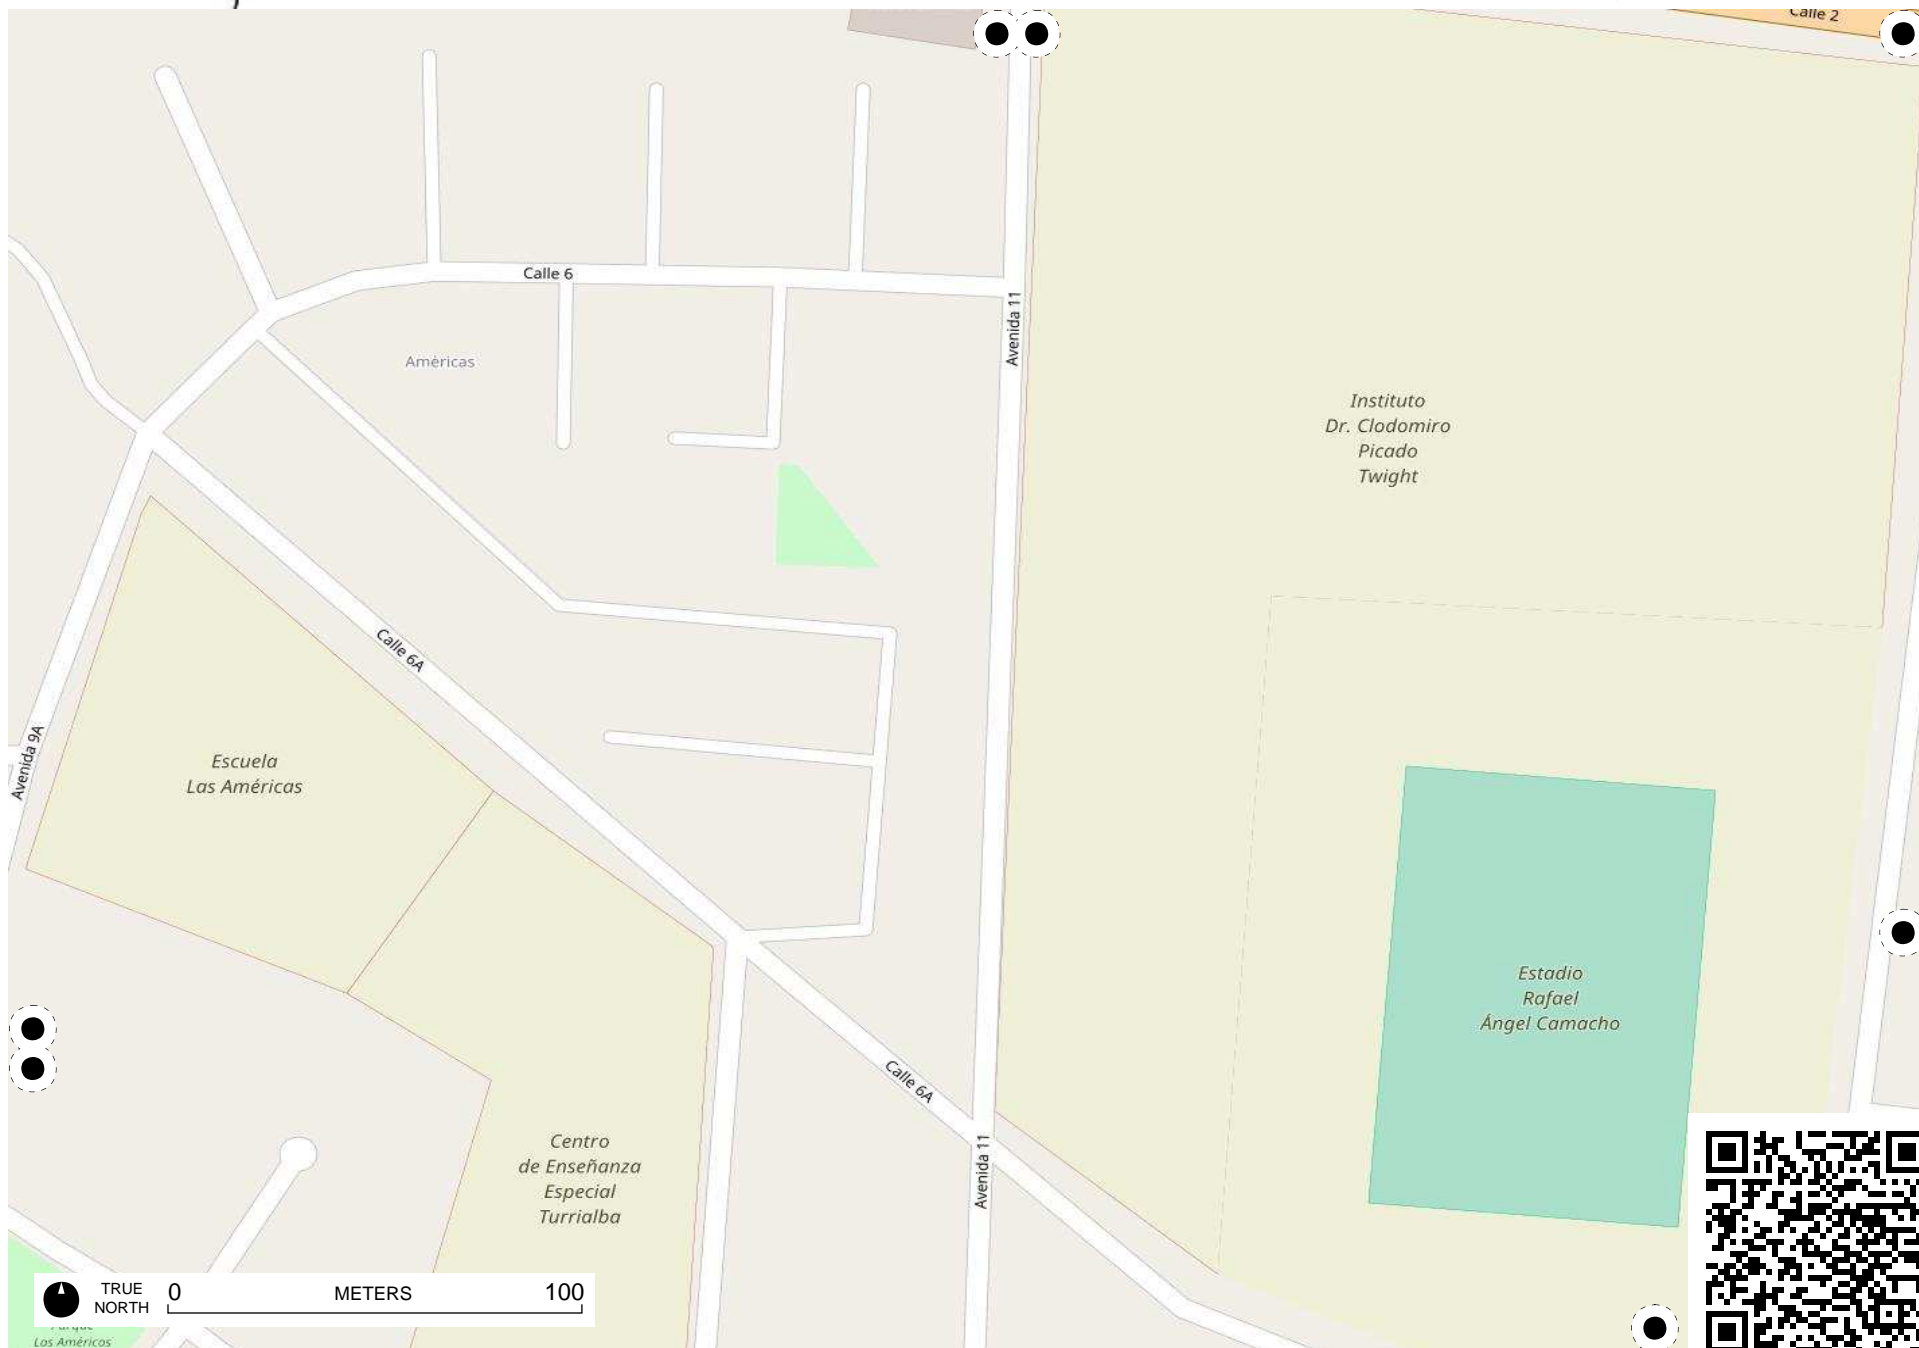 Calle 2
Calle 6
Avenida 11
Américas
Instituto
Dr. Clodomiro
Picado
Twight
Calle 6A
Avenida 9A
Escuela
Las Américas
Estadio
Rafael
Ángel Camacho
Calle 6A
Centro
de Enseñanza
Especial
Turrialba
Avenida 11
TRUE
NORTH
0 METERS 100
Parque
Las Américas